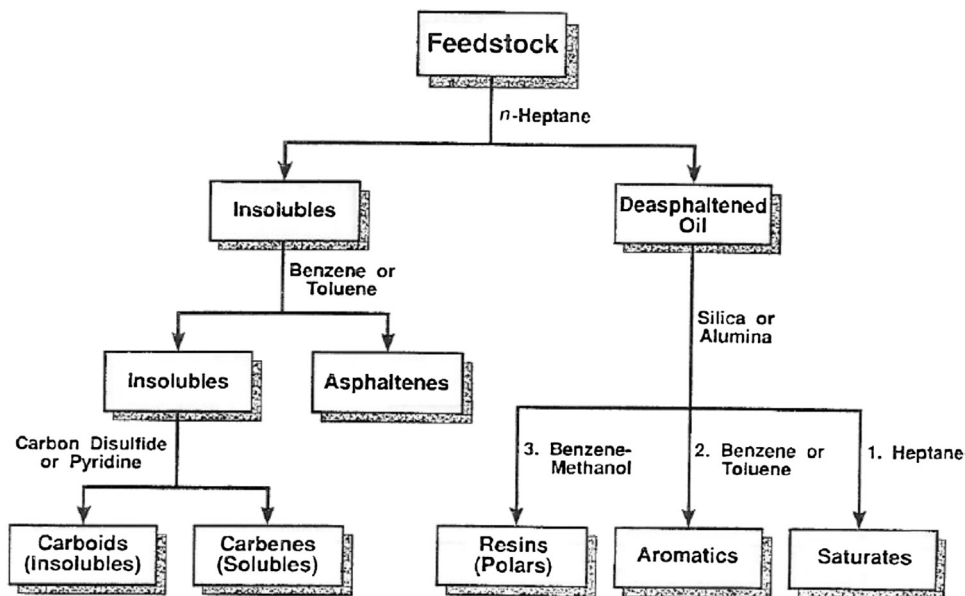 Feedstock
n-Heptane
Insolubles
Deasphaltened
Oil
Benzene or
Toluene
Silica or
Alumina
Insolubles
Asphaltenes
Carbon Disulfide
or Pyridine
3. Benzene-
Methanol
2. Benzene or
Toluene
1. Heptane
Carboids
(Insolubles)
Carbenes
(Solubles)
Resins
(Polars)
Aromatics
Saturates